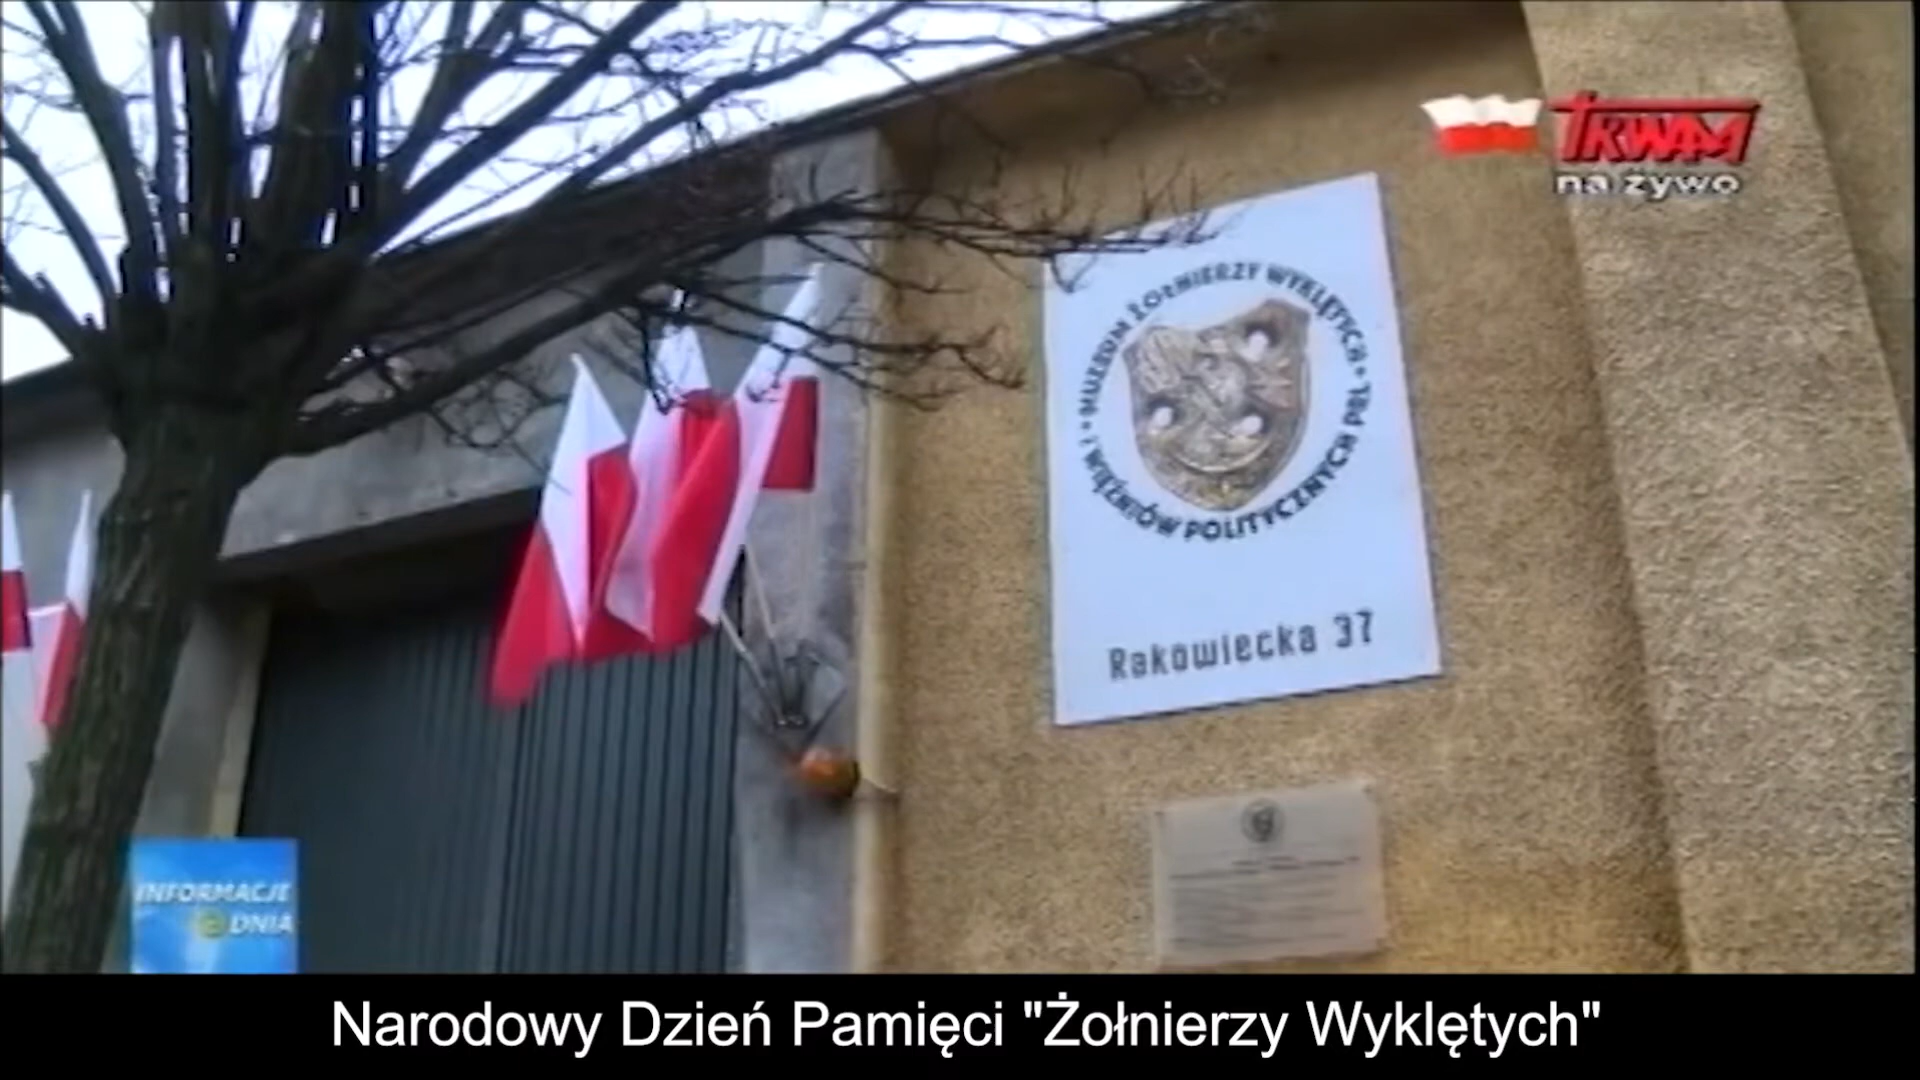 TRWAM
na żywo
MUZEUM ŻOŁNIERZY WYKLĘTYCH
I WIĘŹNIÓW POLITYCZNYCH PRL
Rakowiecka 37
INFORMACJE
DNIA
Narodowy Dzień Pamięci "Żołnierzy Wyklętych"